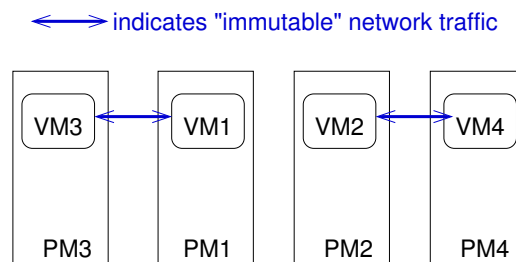 indicates "immutable" network traffic
VM3 VM1 VM2 VM4
PM3 PM1 PM2 PM4